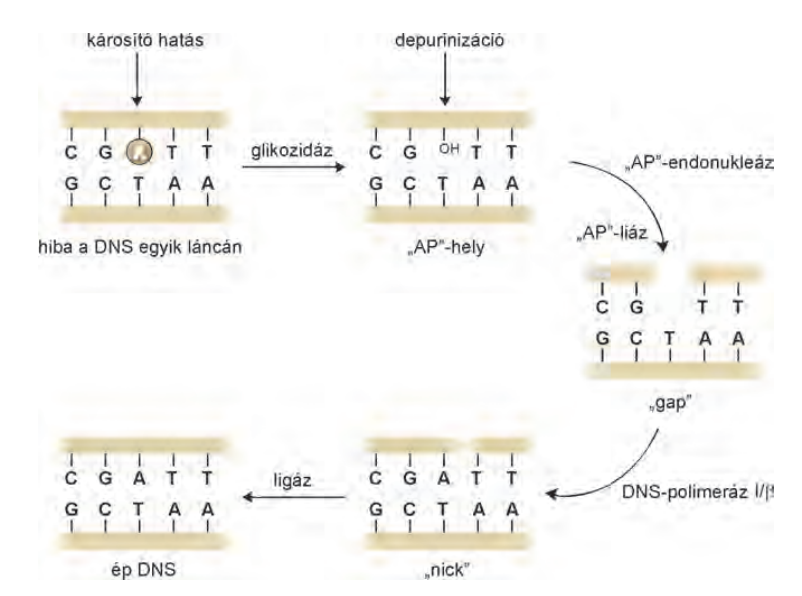 károsító hatás
depurinizáció
C G A T T
glikozidáz
C G OH T T
G C T A A
G C T A A
„AP”-endonukleáz
hiba a DNS egyik láncán
„AP”-hely
„AP”-liáz
C G T T
G C T A A
„gap”
C G A T T
ligáz
C G A T T
DNS-polimeráz
G C T A A
G C T A A
ép DNS
„nick”